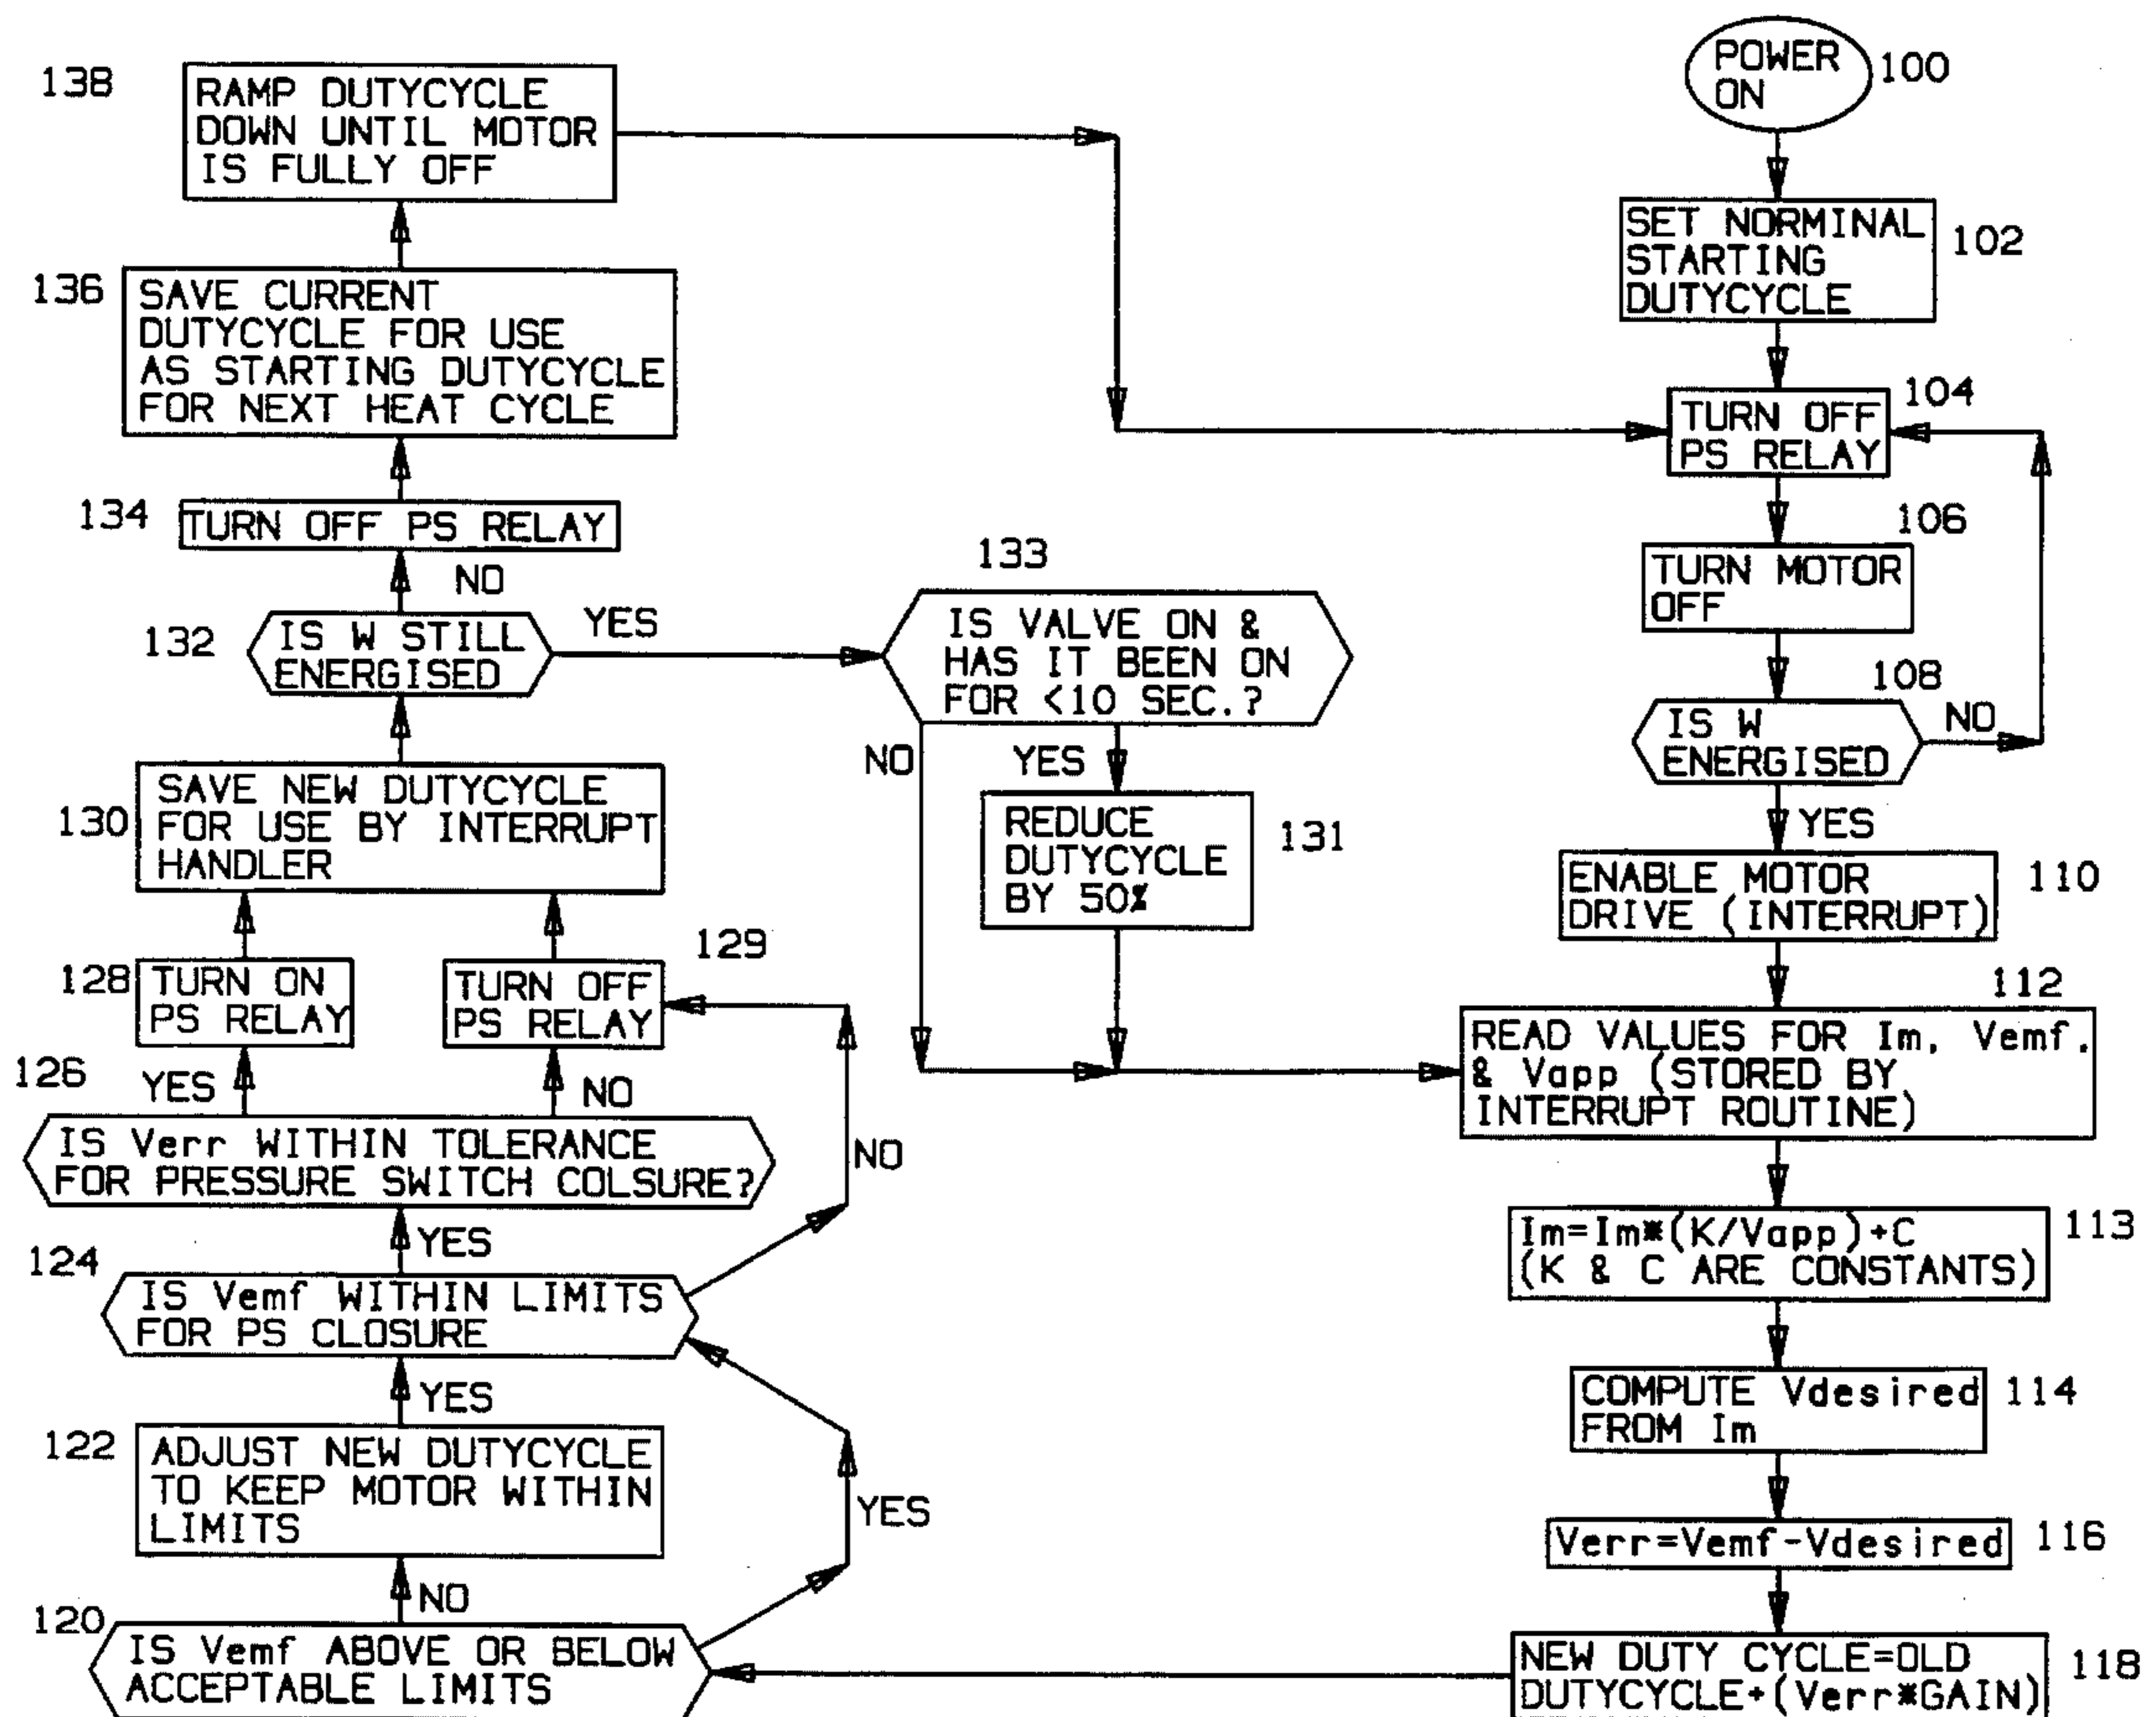 100
POWER
ON
102
SET NORMINAL
STARTING
DUTYCYCLE
104
TURN OFF
PS RELAY
106
TURN MOTOR
OFF
108
IS W
ENERGISED
NO
YES
110
ENABLE MOTOR
DRIVE (INTERRUPT)
112
READ VALUES FOR Im, Vemf.
& Vapp (STORED BY
INTERRUPT ROUTINE)
113
Im=Im*(K/Vapp)+C
(K & C ARE CONSTANTS)
114
COMPUTE Vdesired
FROM Im
116
Verr=Vemf-Vdesired
118
NEW DUTY CYCLE=OLD
DUTYCYCLE+(Verr*GAIN)
120
IS Vemf ABOVE OR BELOW
ACCEPTABLE LIMITS
NO
YES
122
ADJUST NEW DUTYCYCLE
TO KEEP MOTOR WITHIN
LIMITS
YES
124
IS Vemf WITHIN LIMITS
FOR PS CLOSURE
YES
NO
126
IS Verr WITHIN TOLERANCE
FOR PRESSURE SWITCH COLSURE?
YES
NO
128
TURN ON
PS RELAY
129
TURN OFF
PS RELAY
130
SAVE NEW DUTYCYCLE
FOR USE BY INTERRUPT
HANDLER
132
IS W STILL
ENERGISED
NO
YES
133
IS VALVE ON &
HAS IT BEEN ON
FOR <10 SEC.?
NO
YES
131
REDUCE
DUTYCYCLE
BY 50%
134
TURN OFF PS RELAY
136
SAVE CURRENT
DUTYCYCLE FOR USE
AS STARTING DUTYCYCLE
FOR NEXT HEAT CYCLE
138
RAMP DUTYCYCLE
DOWN UNTIL MOTOR
IS FULLY OFF